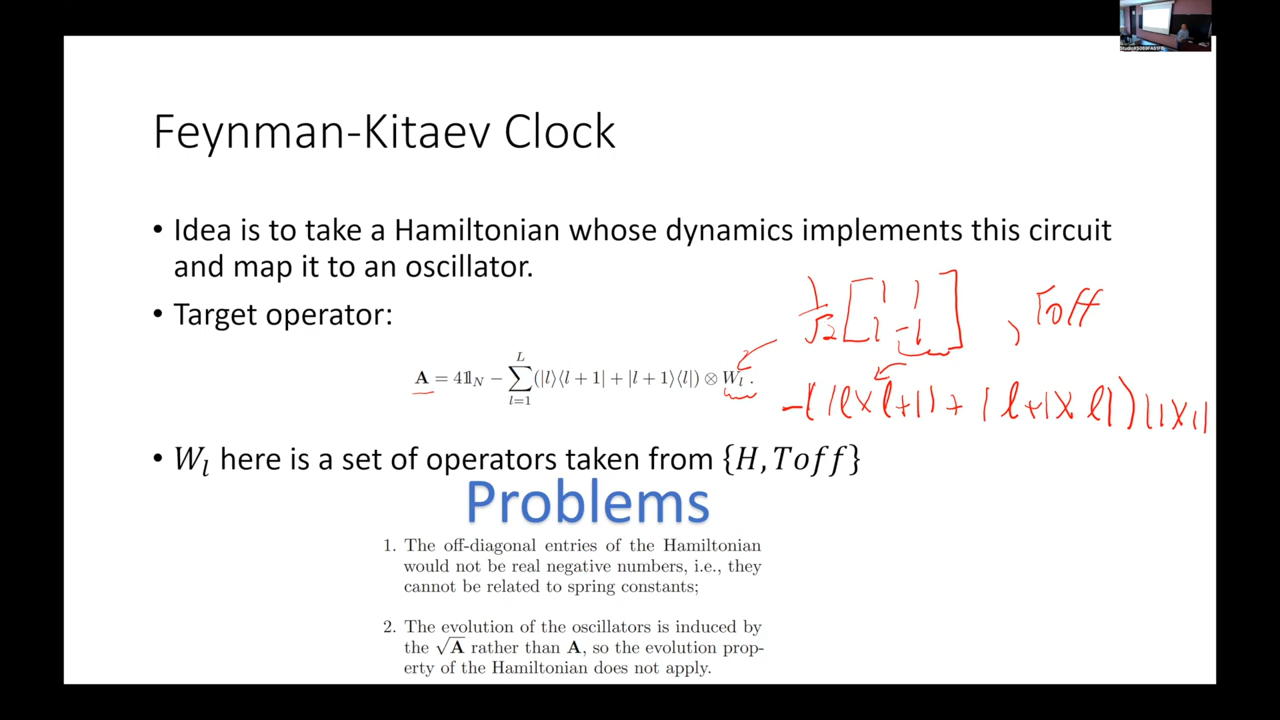 Feynman-Kitaev Clock
• Idea is to take a Hamiltonian whose dynamics implements this circuit
and map it to an oscillator.
• Target operator:
1/√2 [1 1
1 -1] , Toff
A = 4𝟙_N − ∑_{l=1}^{L} (|l⟩⟨l + 1| + |l + 1⟩⟨l|) ⊗ W_l .
-(|l⟩⟨l+1| + |l+1⟩⟨l|) |1⟩⟨1|
• W_l here is a set of operators taken from {H, Toff}
Problems
1. The off-diagonal entries of the Hamiltonian
would not be real negative numbers, i.e., they
cannot be related to spring constants;
2. The evolution of the oscillators is induced by
the √A rather than A, so the evolution prop-
erty of the Hamiltonian does not apply.